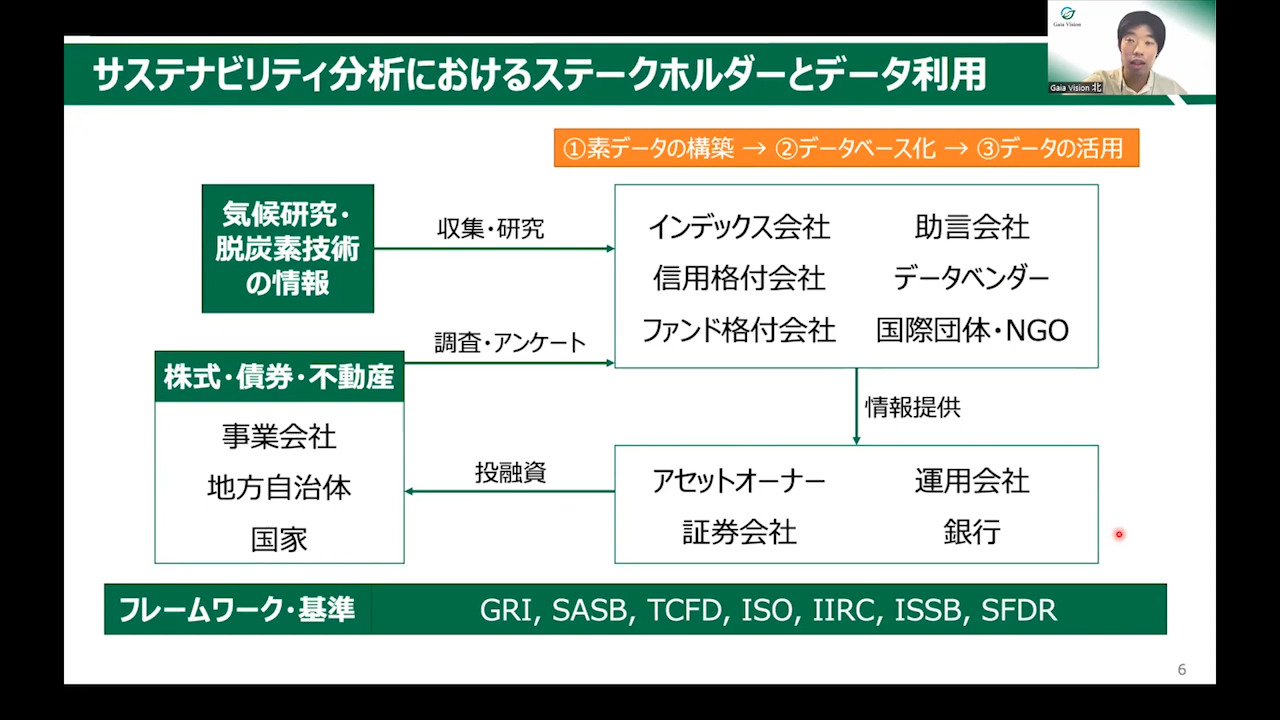 サステナビリティ分析におけるステークホルダーとデータ利用
Gaia Vision
Gaia Vision 北
①素データの構築 → ②データベース化 → ③データの活用
気候研究・
脱炭素技術
の情報
収集・研究
インデックス会社
助言会社
信用格付会社
データベンダー
ファンド格付会社
国際団体・NGO
調査・アンケート
株式・債券・不動産
事業会社
地方自治体
国家
情報提供
投融資
アセットオーナー
運用会社
証券会社
銀行
フレームワーク・基準
GRI, SASB, TCFD, ISO, IIRC, ISSB, SFDR
6